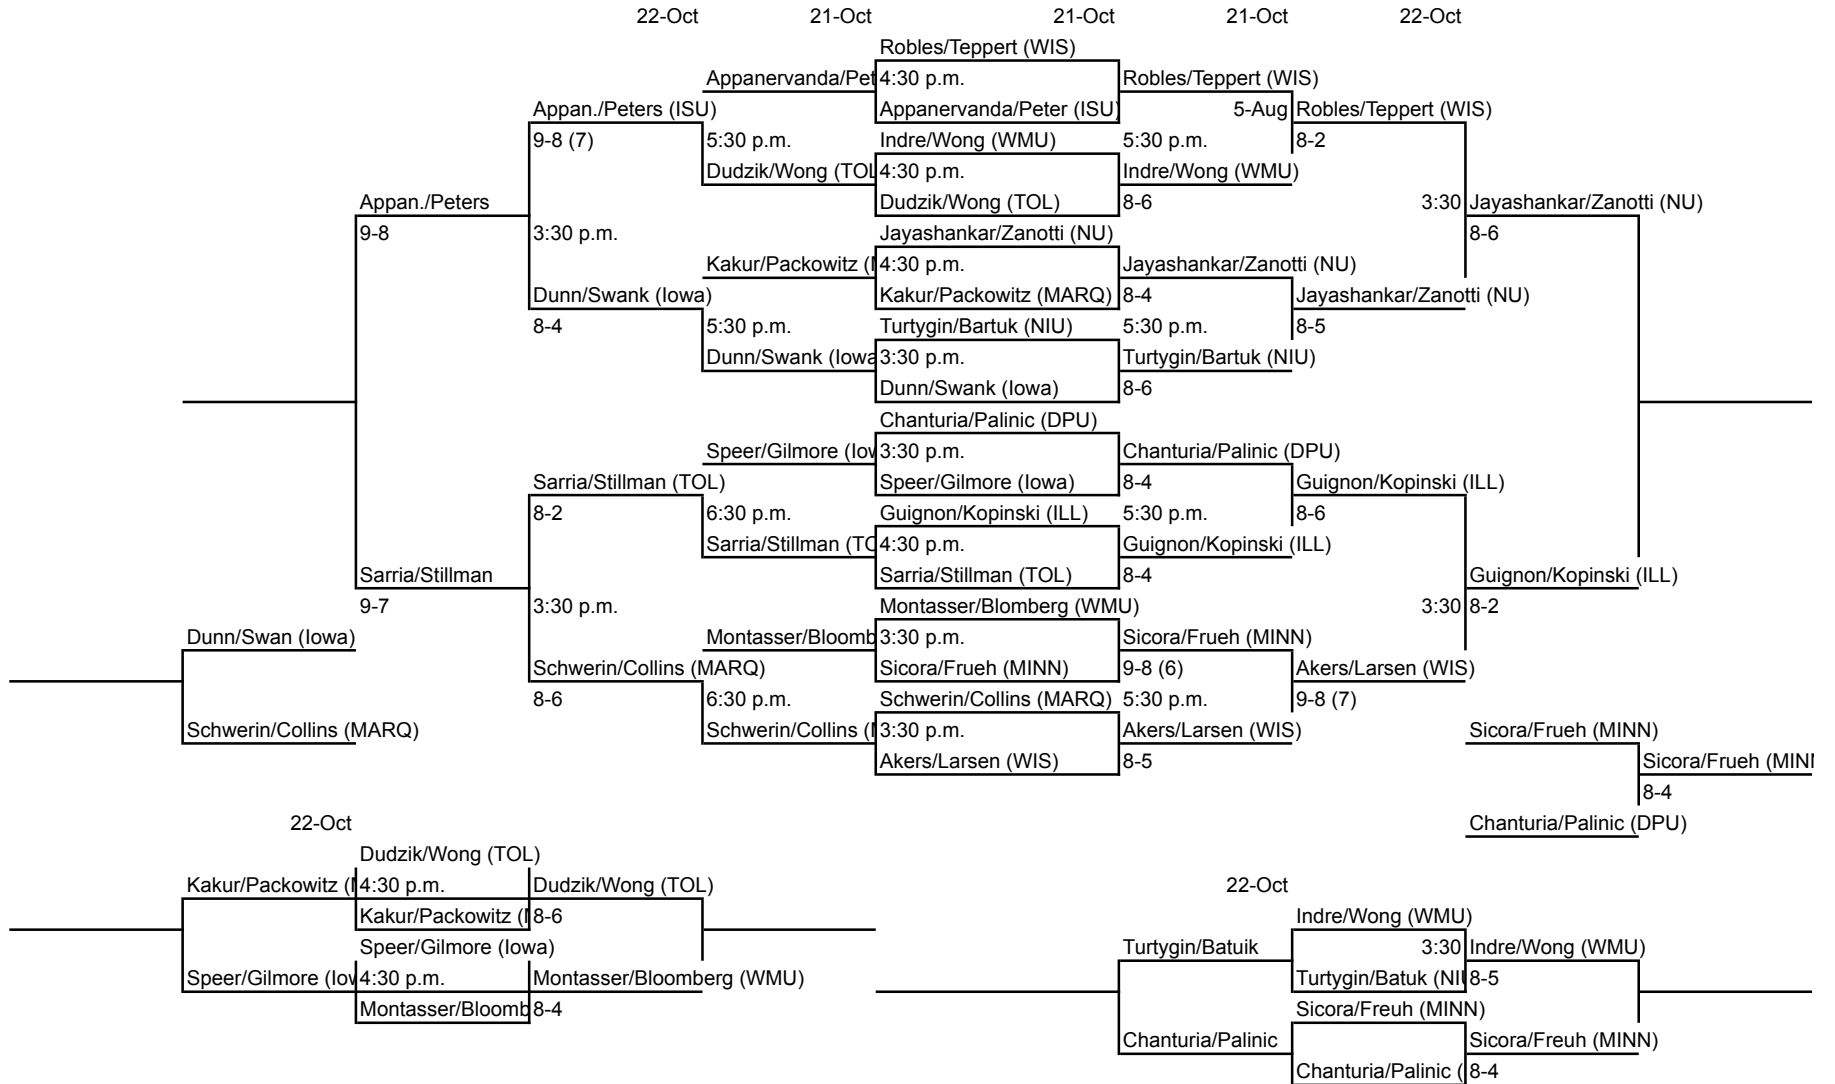 22-Oct 21-Oct 21-Oct 21-Oct 22-Oct
Robles/Teppert (WIS)
Appanervanda/Pet 4:30 p.m. Robles/Teppert (WIS)
Appan./Peters (ISU) Appanervanda/Peter (ISU) 5-Aug Robles/Teppert (WIS)
9-8 (7) 5:30 p.m. Indre/Wong (WMU) 5:30 p.m. 8-2
Dudzik/Wong (TOL 4:30 p.m. Indre/Wong (WMU)
Appan./Peters Dudzik/Wong (TOL) 8-6 3:30 Jayashankar/Zanotti (NU)
9-8 3:30 p.m. Jayashankar/Zanotti (NU) 8-6
Kakur/Packowitz ( 4:30 p.m. Jayashankar/Zanotti (NU)
Dunn/Swank (Iowa) Kakur/Packowitz (MARQ) 8-4 Jayashankar/Zanotti (NU)
8-4 5:30 p.m. Turtygin/Bartuk (NIU) 5:30 p.m. 8-5
Dunn/Swank (Iowa 3:30 p.m. Turtygin/Bartuk (NIU)
Dunn/Swank (Iowa) 8-6
Chanturia/Palinic (DPU)
Speer/Gilmore (Iow 3:30 p.m. Chanturia/Palinic (DPU)
Sarria/Stillman (TOL) Speer/Gilmore (Iowa) 8-4 Guignon/Kopinski (ILL)
8-2 6:30 p.m. Guignon/Kopinski (ILL) 5:30 p.m. 8-6
Sarria/Stillman (TO 4:30 p.m. Guignon/Kopinski (ILL)
Sarria/Stillman Sarria/Stillman (TOL) 8-4 Guignon/Kopinski (ILL)
9-7 3:30 p.m. Montasser/Blomberg (WMU) 3:30 8-2
Dunn/Swan (Iowa) Montasser/Bloomb 3:30 p.m. Sicora/Frueh (MINN)
Schwerin/Collins (MARQ) Sicora/Frueh (MINN) 9-8 (6) Akers/Larsen (WIS)
8-6 6:30 p.m. Schwerin/Collins (MARQ) 5:30 p.m. 9-8 (7)
Schwerin/Collins (MARQ) Schwerin/Collins ( 3:30 p.m. Akers/Larsen (WIS) Sicora/Frueh (MINN)
Akers/Larsen (WIS) 8-5 Sicora/Frueh (MIN
8-4
22-Oct Chanturia/Palinic (DPU)
Dudzik/Wong (TOL)
Kakur/Packowitz ( 4:30 p.m. Dudzik/Wong (TOL) 22-Oct
Kakur/Packowitz ( 8-6 Indre/Wong (WMU)
Speer/Gilmore (Iowa) Turtygin/Batuik 3:30 Indre/Wong (WMU)
Speer/Gilmore (Iow 4:30 p.m. Montasser/Bloomberg (WMU) Turtygin/Batuk (NIU 8-5
Montasser/Bloomb 8-4 Sicora/Freuh (MINN)
Chanturia/Palinic Sicora/Freuh (MINN)
Chanturia/Palinic ( 8-4